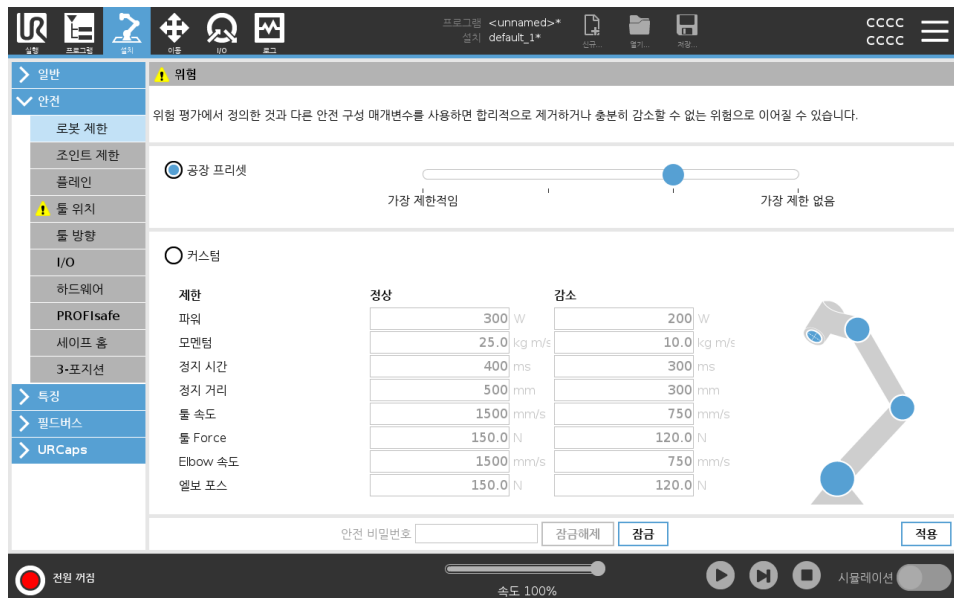 프로그램 <unnamed>*
설치 default_1*
UR
실행
프로그램
설치
이동
I/O
로그
신규...
열기...
저장...
CCCC
CCCC
일반
안전
로봇 제한
조인트 제한
플레인
툴 위치
툴 방향
I/O
하드웨어
PROFIsafe
세이프 홈
3-포지션
특징
필드버스
URCaps
위험
위험 평가에서 정의한 것과 다른 안전 구성 매개변수를 사용하면 합리적으로 제거하거나 충분히 감소할 수 없는 위험으로 이어질 수 있습니다.
공장 프리셋
가장 제한적임 가장 제한 없음
커스텀
제한 정상 감소
파워 300 W 200 W
모멘텀 25.0 kg m/s 10.0 kg m/s
정지 시간 400 ms 300 ms
정지 거리 500 mm 300 mm
툴 속도 1500 mm/s 750 mm/s
툴 Force 150.0 N 120.0 N
Elbow 속도 1500 mm/s 750 mm/s
엘보 포스 150.0 N 120.0 N
안전 비밀번호 잠금해제 잠금 적용
전원 꺼짐
속도 100%
시뮬레이션